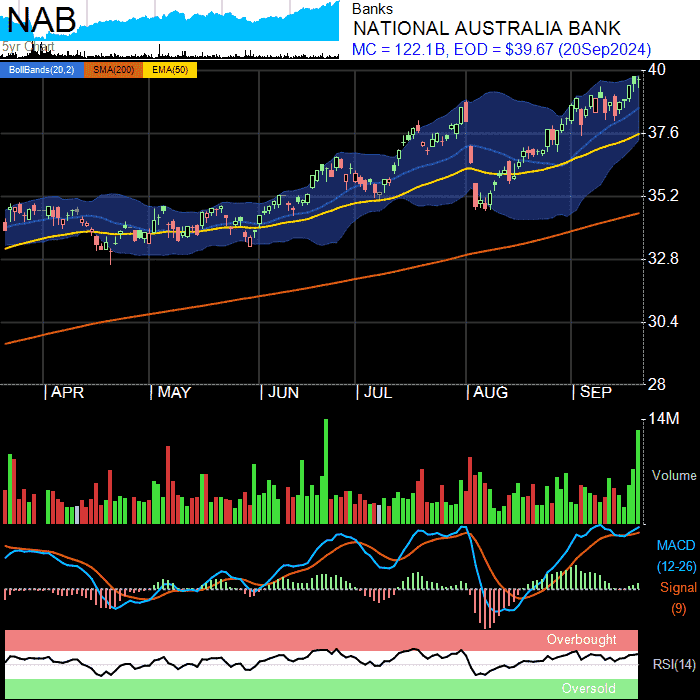 NAB
5yr Chart
Banks
NATIONAL AUSTRALIA BANK
MC = 122.1B, EOD = $39.67 (20Sep2024)
BollBands(20,2) SMA(200) EMA(50)
40
37.6
35.2
32.8
30.4
28
APR MAY JUN JUL AUG SEP
14M
Volume
MACD
(12-26)
Signal
(9)
Overbought
RSI(14)
Oversold